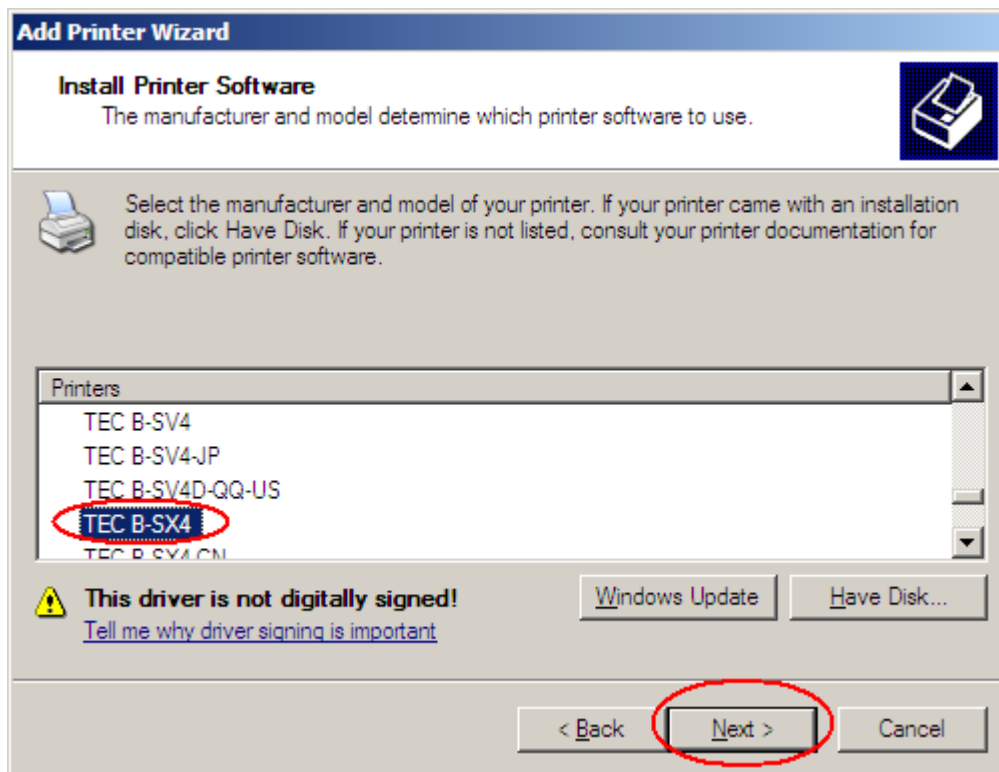 Add Printer Wizard
Install Printer Software
The manufacturer and model determine which printer software to use.
Select the manufacturer and model of your printer. If your printer came with an installation
disk, click Have Disk. If your printer is not listed, consult your printer documentation for
compatible printer software.
Printers
TEC B-SV4
TEC B-SV4-JP
TEC B-SV4D-QQ-US
TEC B-SX4
TEC B-SX4-CN
This driver is not digitally signed!
Tell me why driver signing is important
Windows Update
Have Disk...
< Back
Next >
Cancel